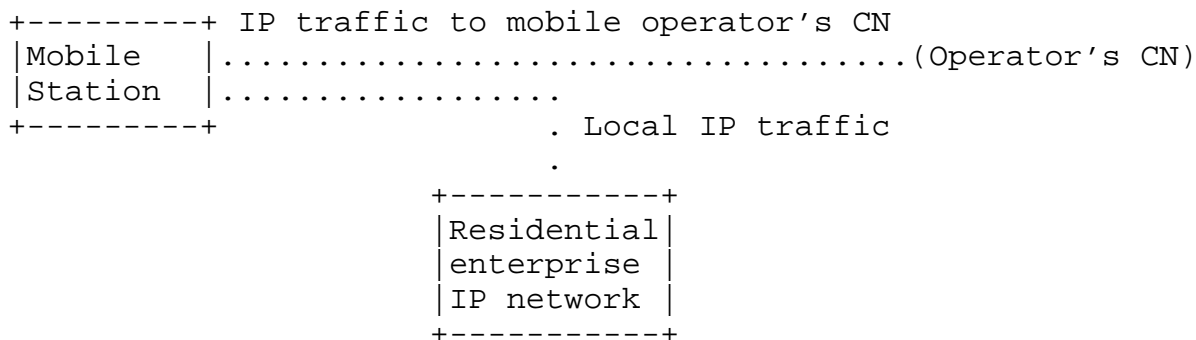 +---------+ IP traffic to mobile operator's CN
|Mobile   |....................................(Operator's CN)
|Station  |..................
+---------+                 . Local IP traffic
                            .
                      +-----------+
                      |Residential|
                      |enterprise |
                      |IP network |
                      +-----------+